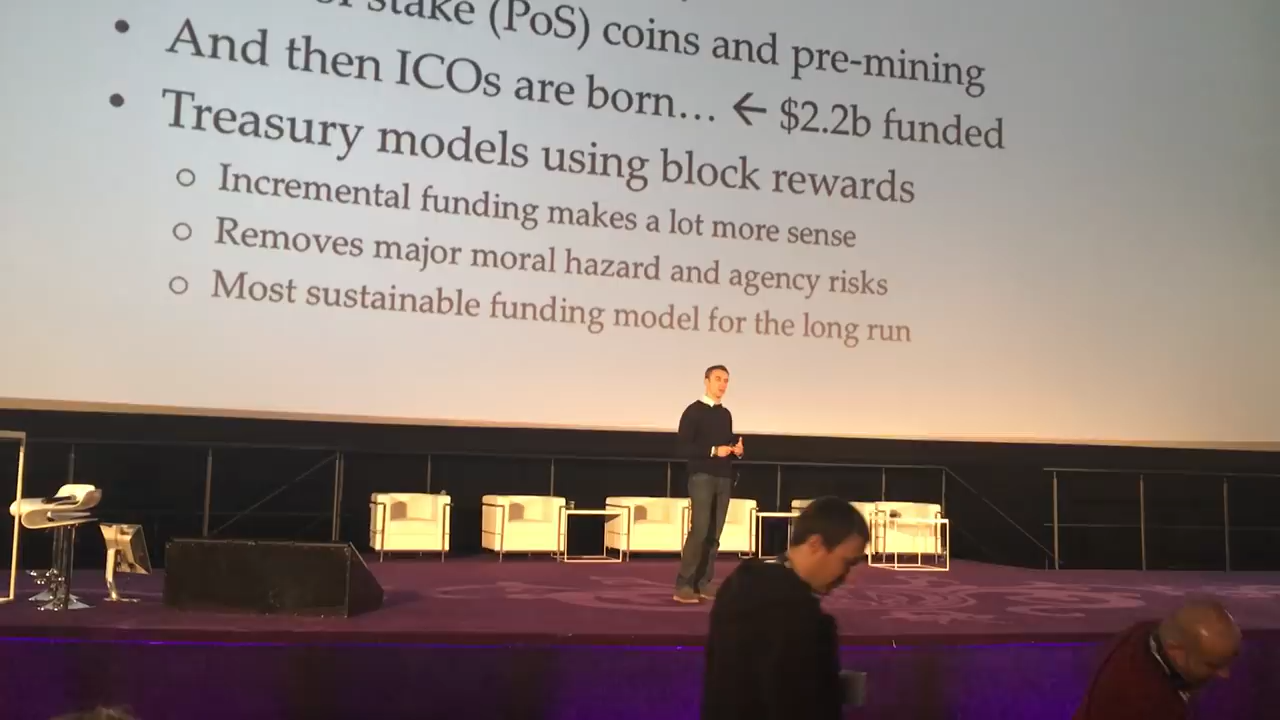 stake (PoS) coins and pre-mining
• And then ICOs are born… ← $2.2b funded
• Treasury models using block rewards
o Incremental funding makes a lot more sense
o Removes major moral hazard and agency risks
o Most sustainable funding model for the long run